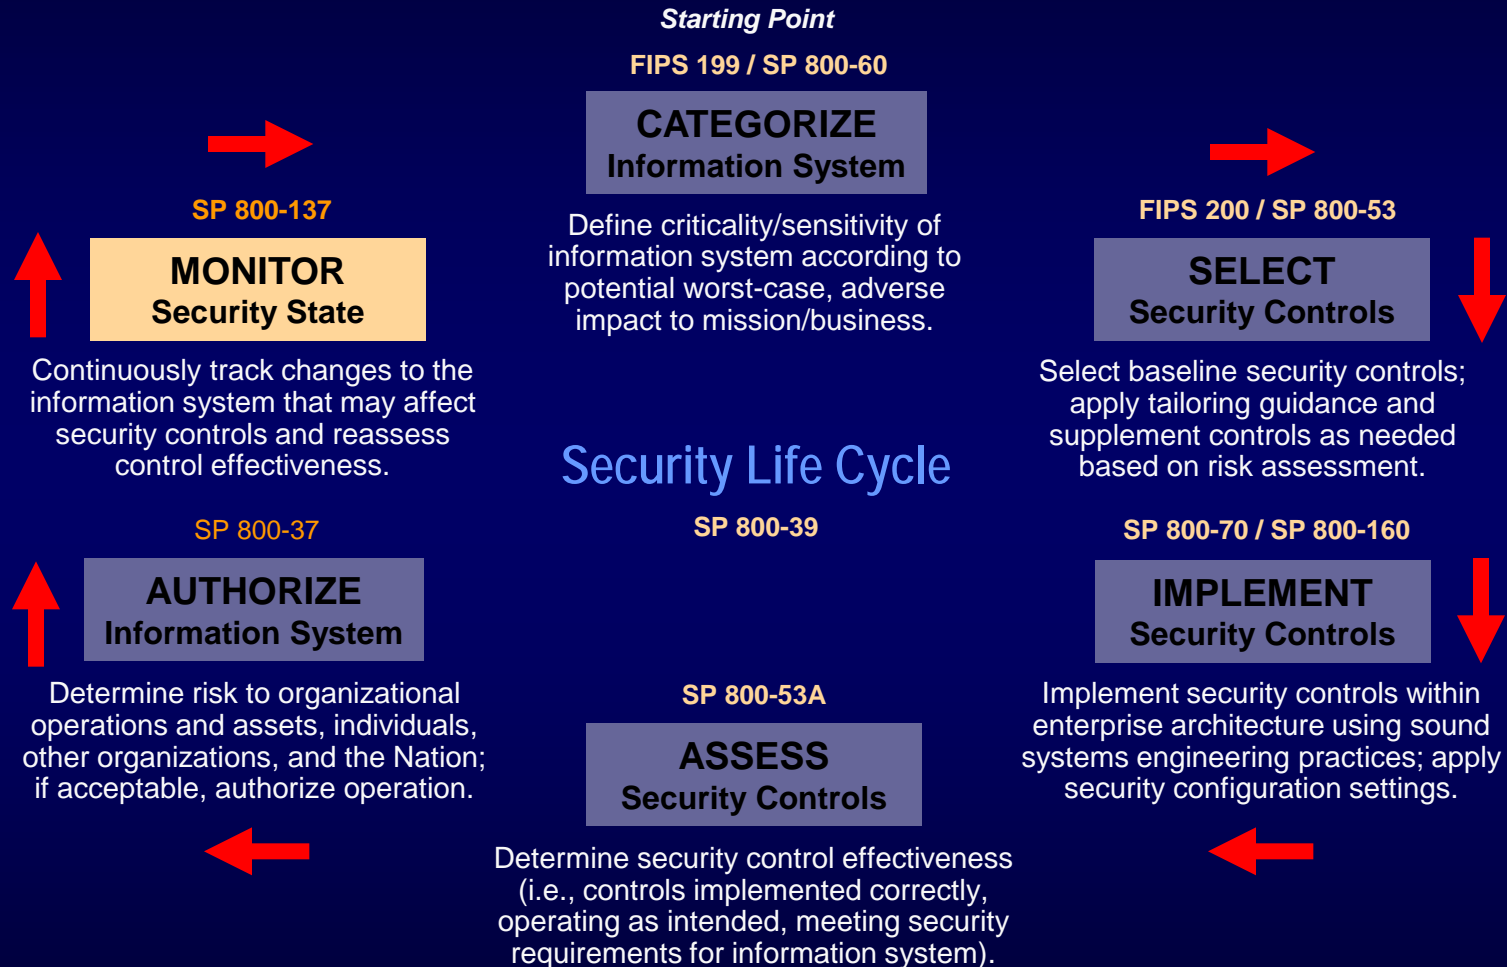 Starting Point
FIPS 199 / SP 800-60
CATEGORIZE
Information System
Define criticality/sensitivity of
information system according to
potential worst-case, adverse
impact to mission/business.
FIPS 200 / SP 800-53
SELECT
Security Controls
Select baseline security controls;
apply tailoring guidance and
supplement controls as needed
based on risk assessment.
SP 800-70 / SP 800-160
IMPLEMENT
Security Controls
Implement security controls within
enterprise architecture using sound
systems engineering practices; apply
security configuration settings.
SP 800-53A
ASSESS
Security Controls
Determine security control effectiveness
(i.e., controls implemented correctly,
operating as intended, meeting security
requirements for information system).
SP 800-37
AUTHORIZE
Information System
Determine risk to organizational
operations and assets, individuals,
other organizations, and the Nation;
if acceptable, authorize operation.
SP 800-137
MONITOR
Security State
Continuously track changes to the
information system that may affect
security controls and reassess
control effectiveness.
Security Life Cycle
SP 800-39